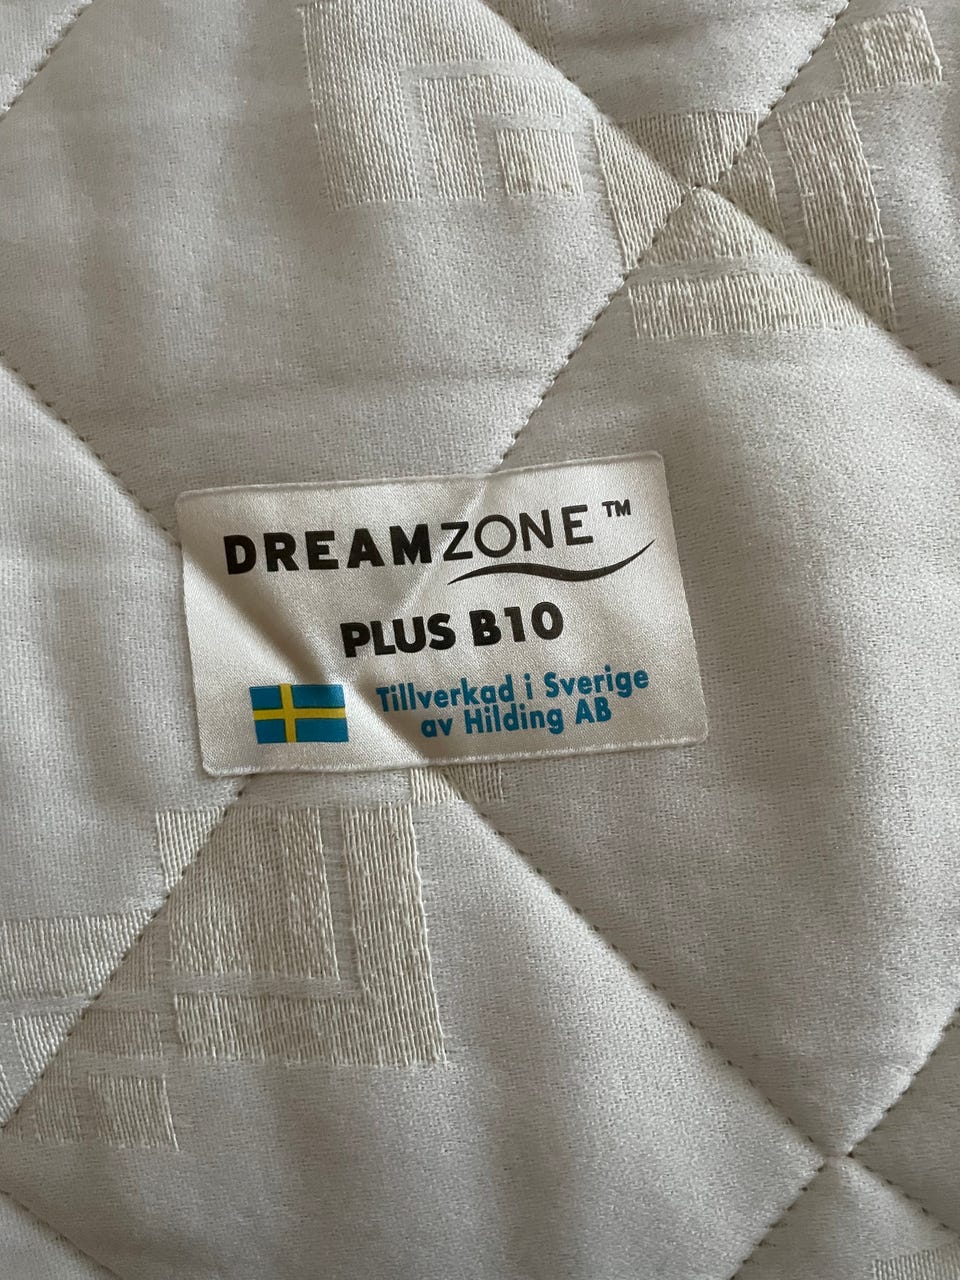 DREAMZONE™
PLUS B10
Tillverkad i Sverige
av Hilding AB